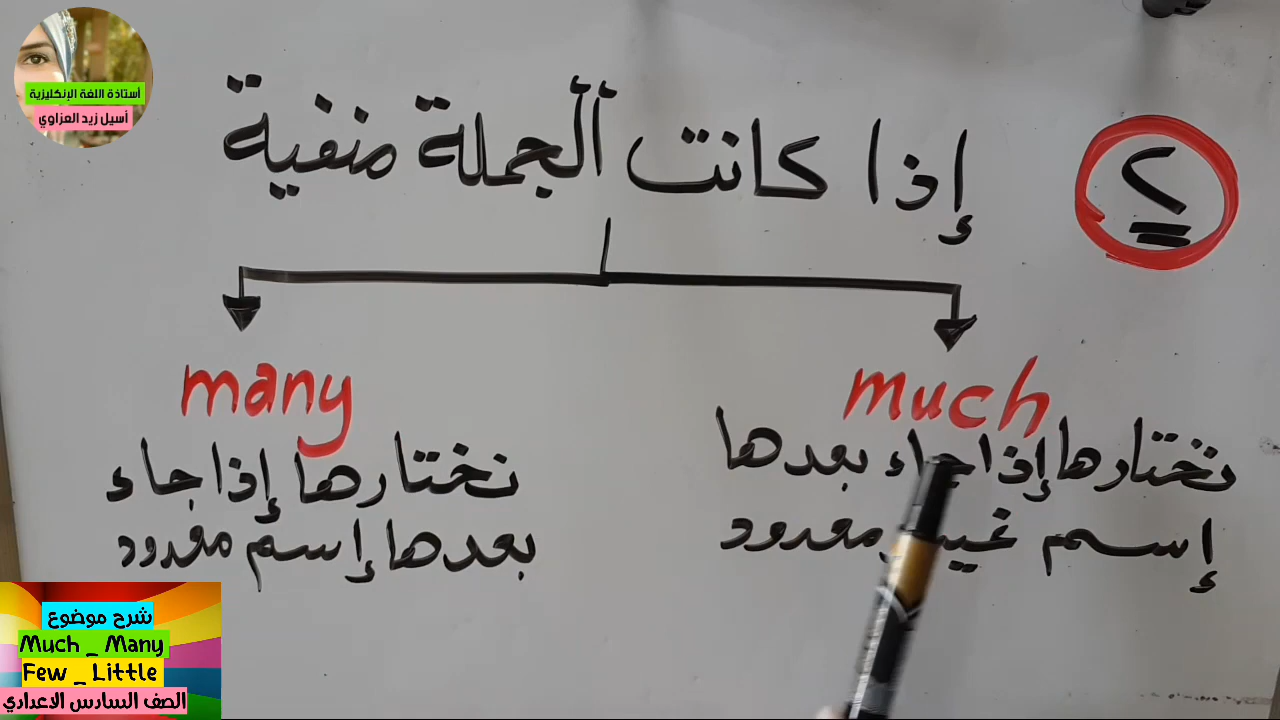 أستاذة اللغة الإنكليزية
أسيل زيد العزاوي
٢
إذا كانت ألجملة منفية
much
نختارها إذا جاء بعدها
إسم غير معدود
many
نختارها إذا جاء
بعدها إسم معدود
شرح موضوع
Much _ Many
Few _ Little
الصف السادس الاعدادي